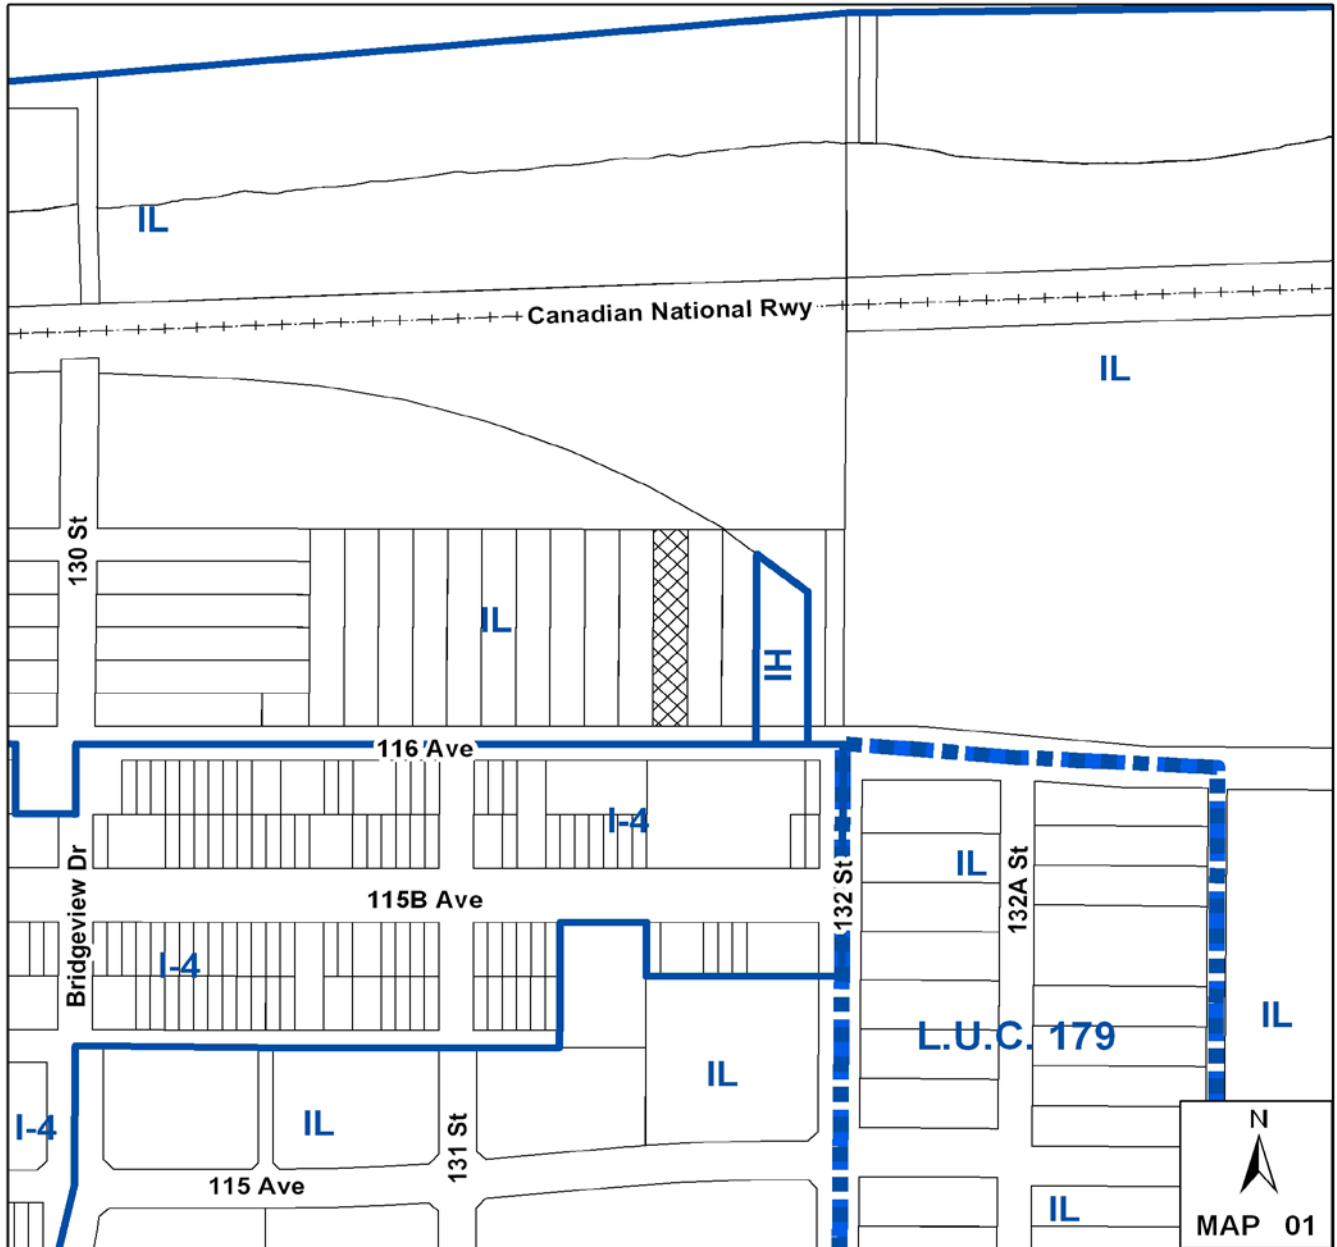 IL
Canadian National Rwy
IL
130 St
IL
IH
116 Ave
I-4
Bridgeview Dr
132 St
IL
132A St
115B Ave
I-4
IL
L.U.C. 179
IL
I-4
IL
131 St
115 Ave
IL
N
MAP 01